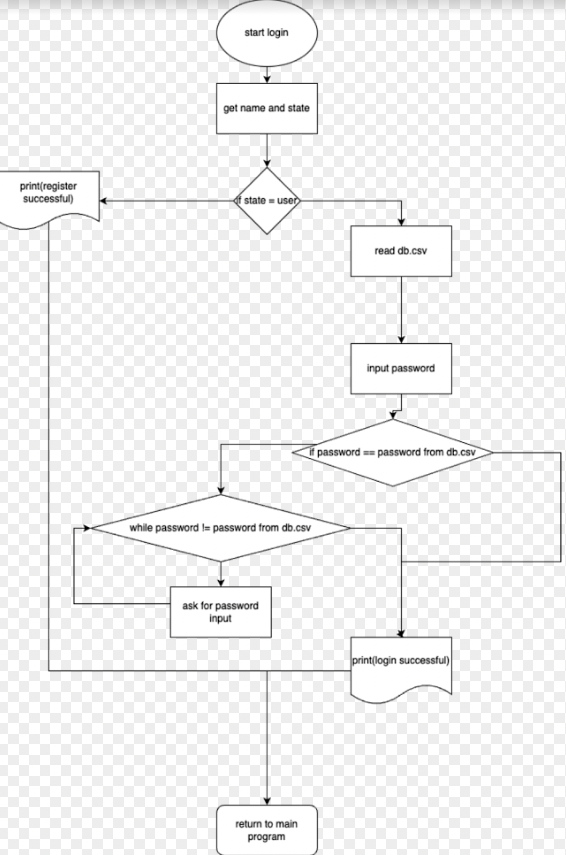 start login
get name and state
if state = user
print(register
successful)
read db.csv
input password
if password == password from db.csv
while password != password from db.csv
ask for password
input
print(login successful)
return to main
program